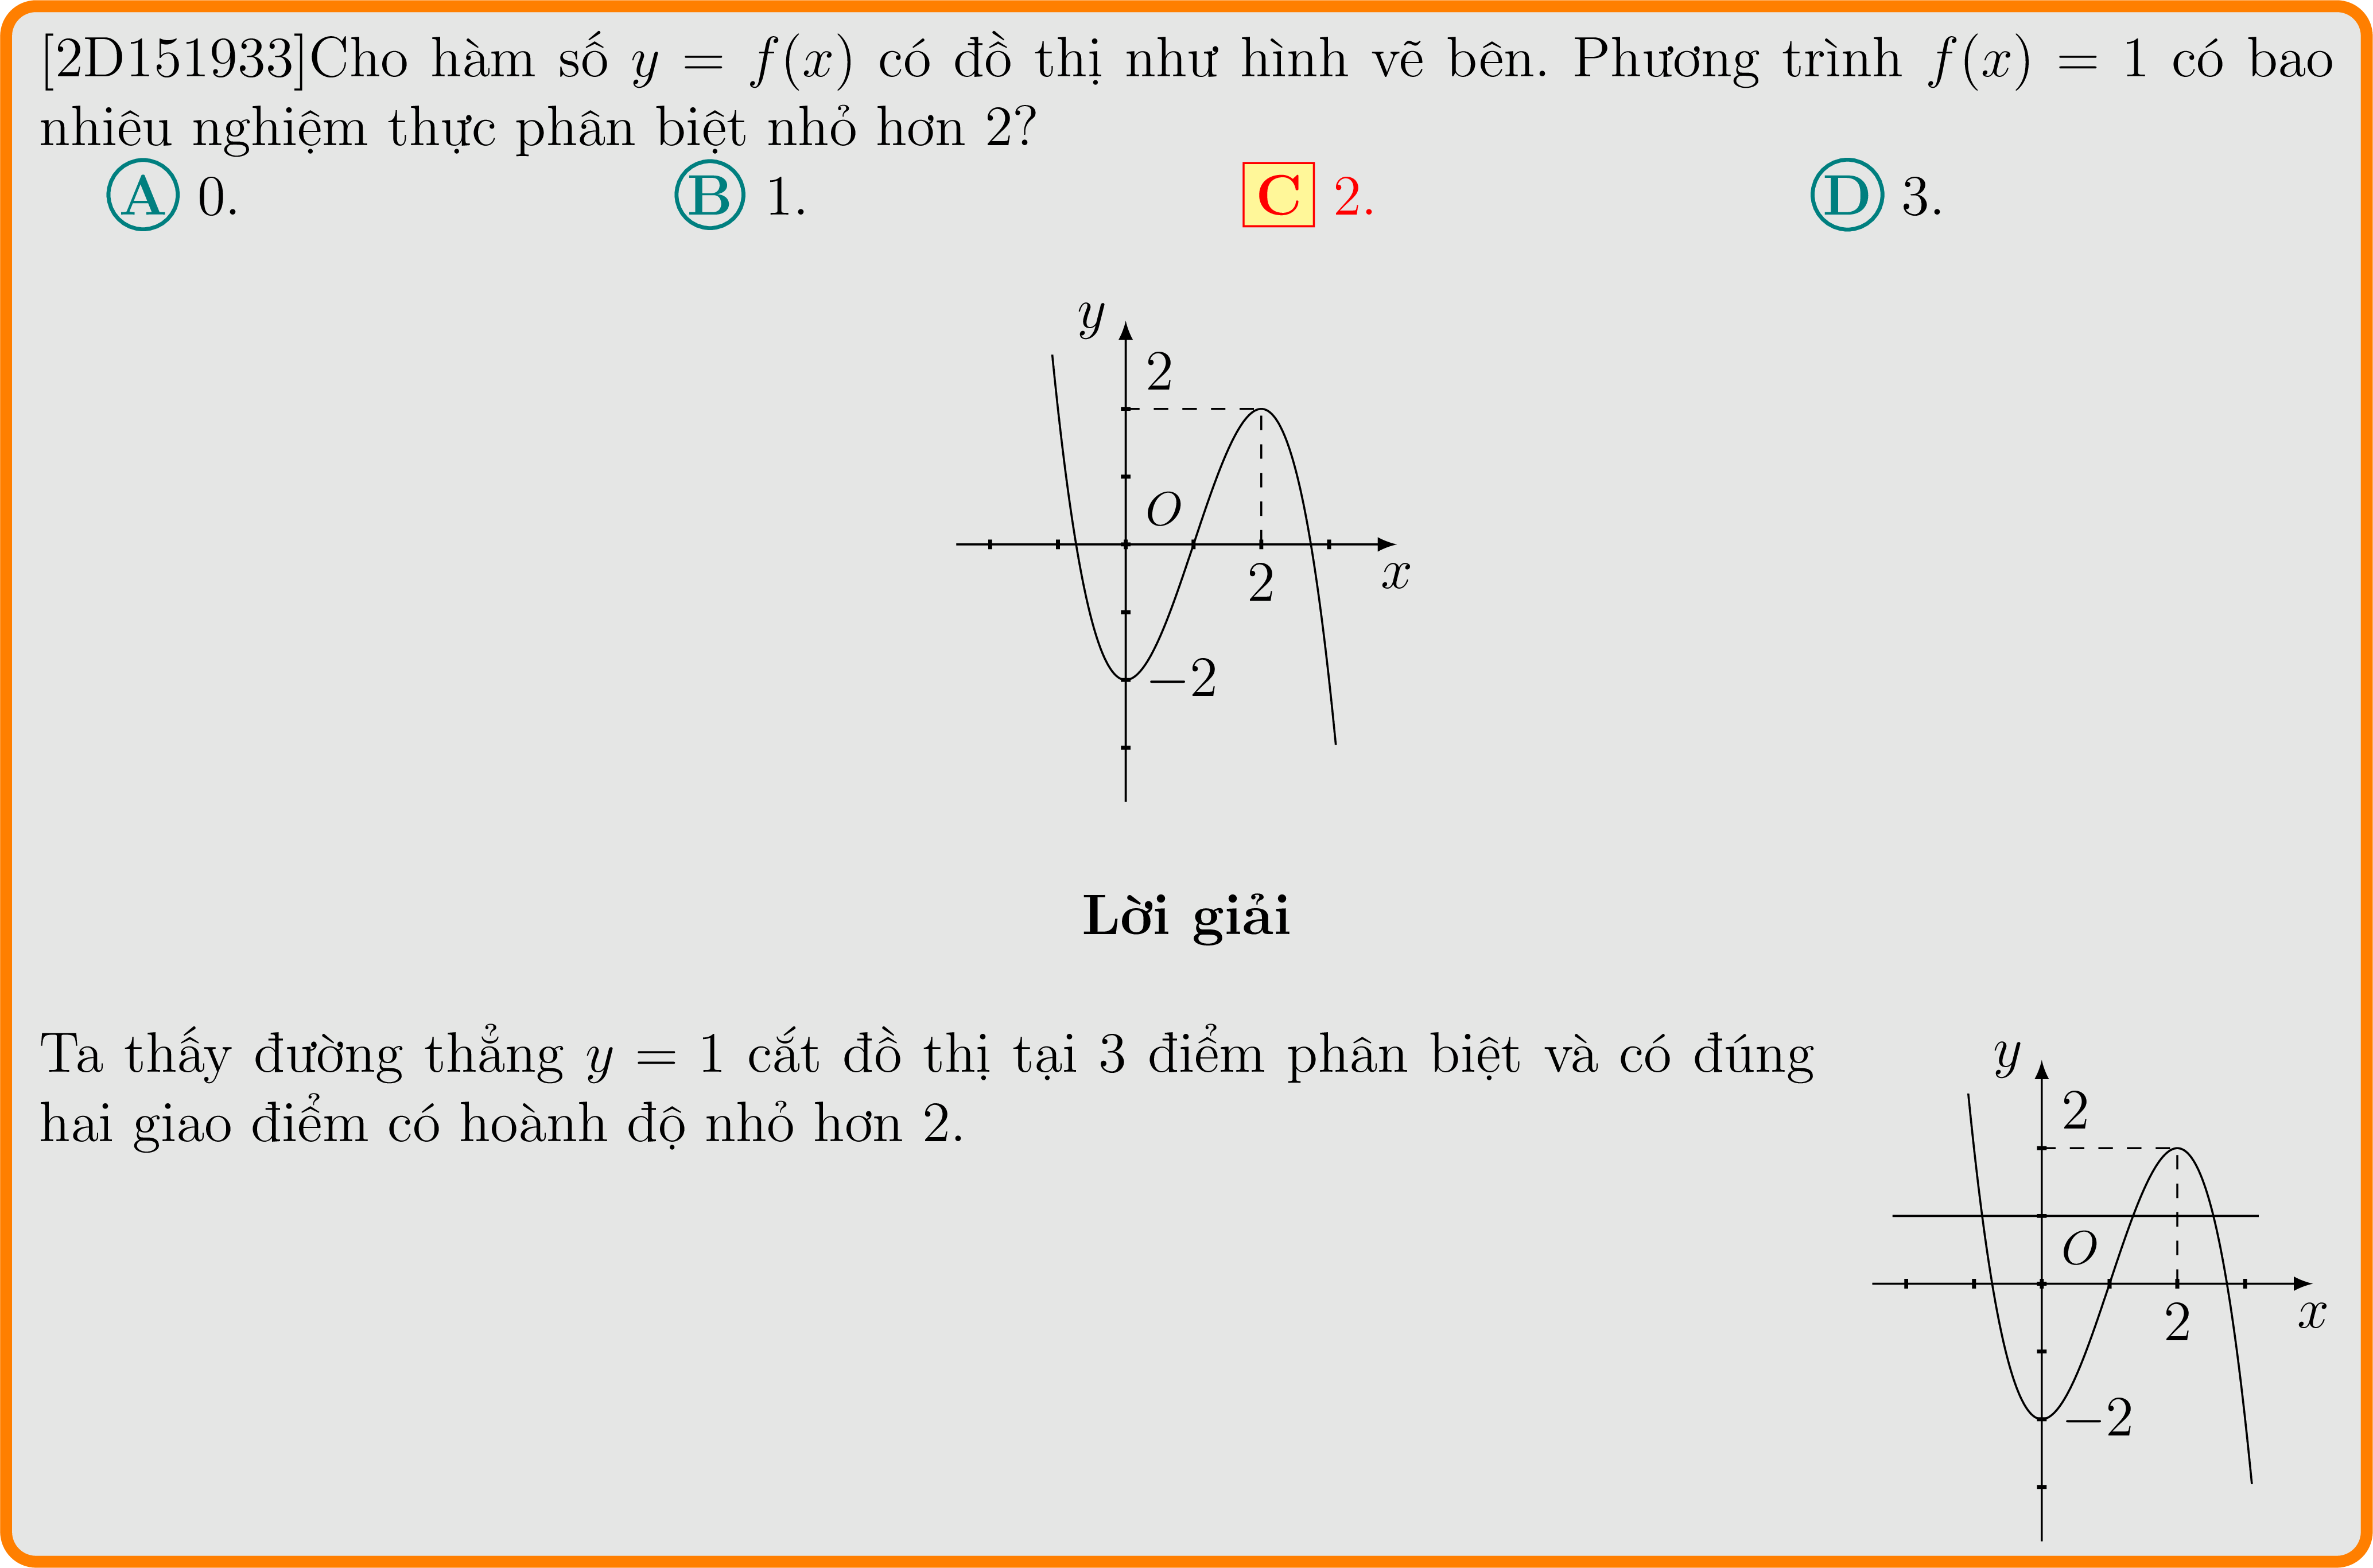 [2D151933]Cho hàm số y = f(x) có đồ thị như hình vẽ bên. Phương trình f(x) = 1 có bao
nhiêu nghiệm thực phân biệt nhỏ hơn 2?
A 0. B 1. C 2. D 3.
y
2
O
x
2
−2
Lời giải
Ta thấy đường thẳng y = 1 cắt đồ thị tại 3 điểm phân biệt và có đúng
hai giao điểm có hoành độ nhỏ hơn 2.
y
2
O
x
2
−2